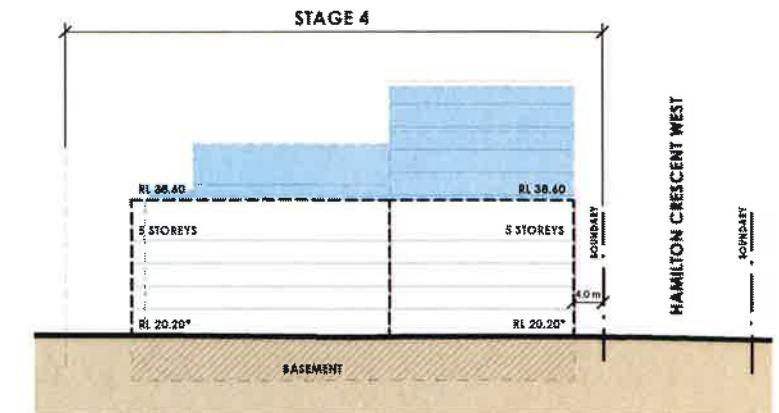 STAGE 4
RL 38.60
RL 38.60
5 STOREYS
5 STOREYS
BOUNDARY
HAMILTON CRESCENT WEST
BOUNDARY
4.0 m
RL 20.20*
RL 20.20*
BASEMENT